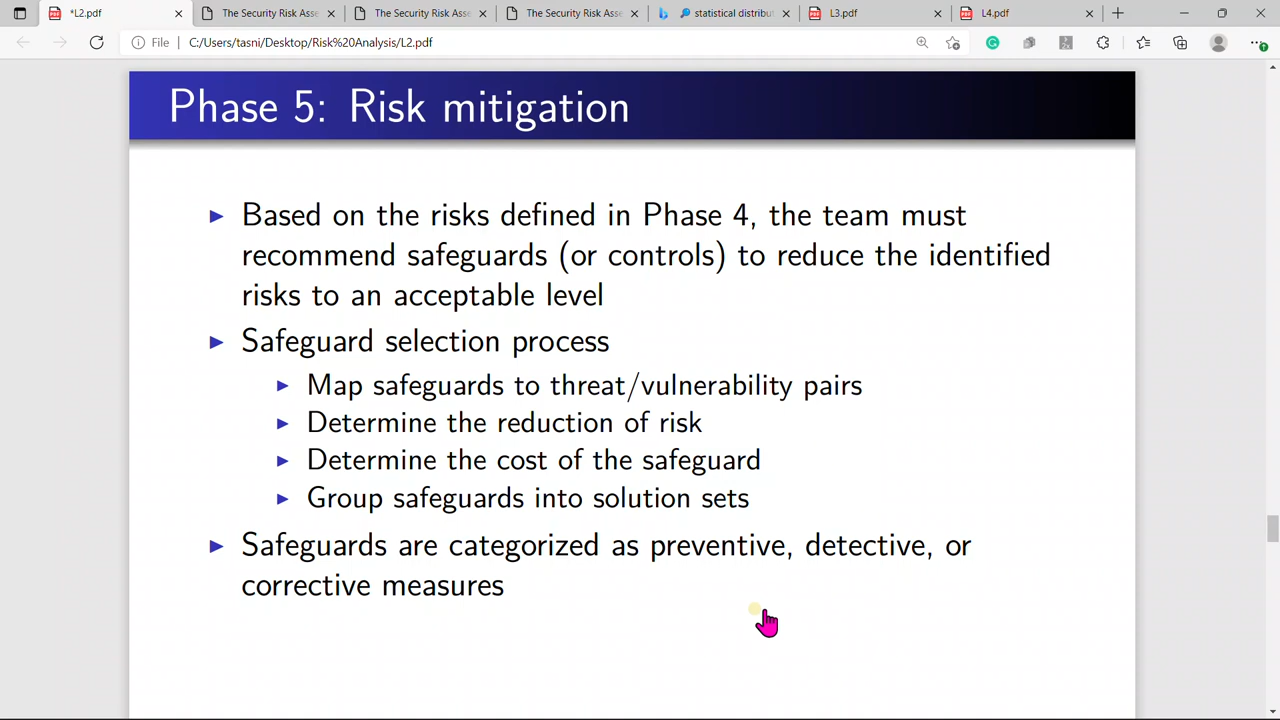 *L2.pdf
The Security Risk Asse
The Security Risk Asse
The Security Risk Asse
statistical distribut
L3.pdf
L4.pdf
File
C:/Users/tasni/Desktop/Risk%20Analysis/L2.pdf
Phase 5: Risk mitigation
Based on the risks defined in Phase 4, the team must
recommend safeguards (or controls) to reduce the identified
risks to an acceptable level
Safeguard selection process
Map safeguards to threat/vulnerability pairs
Determine the reduction of risk
Determine the cost of the safeguard
Group safeguards into solution sets
Safeguards are categorized as preventive, detective, or
corrective measures